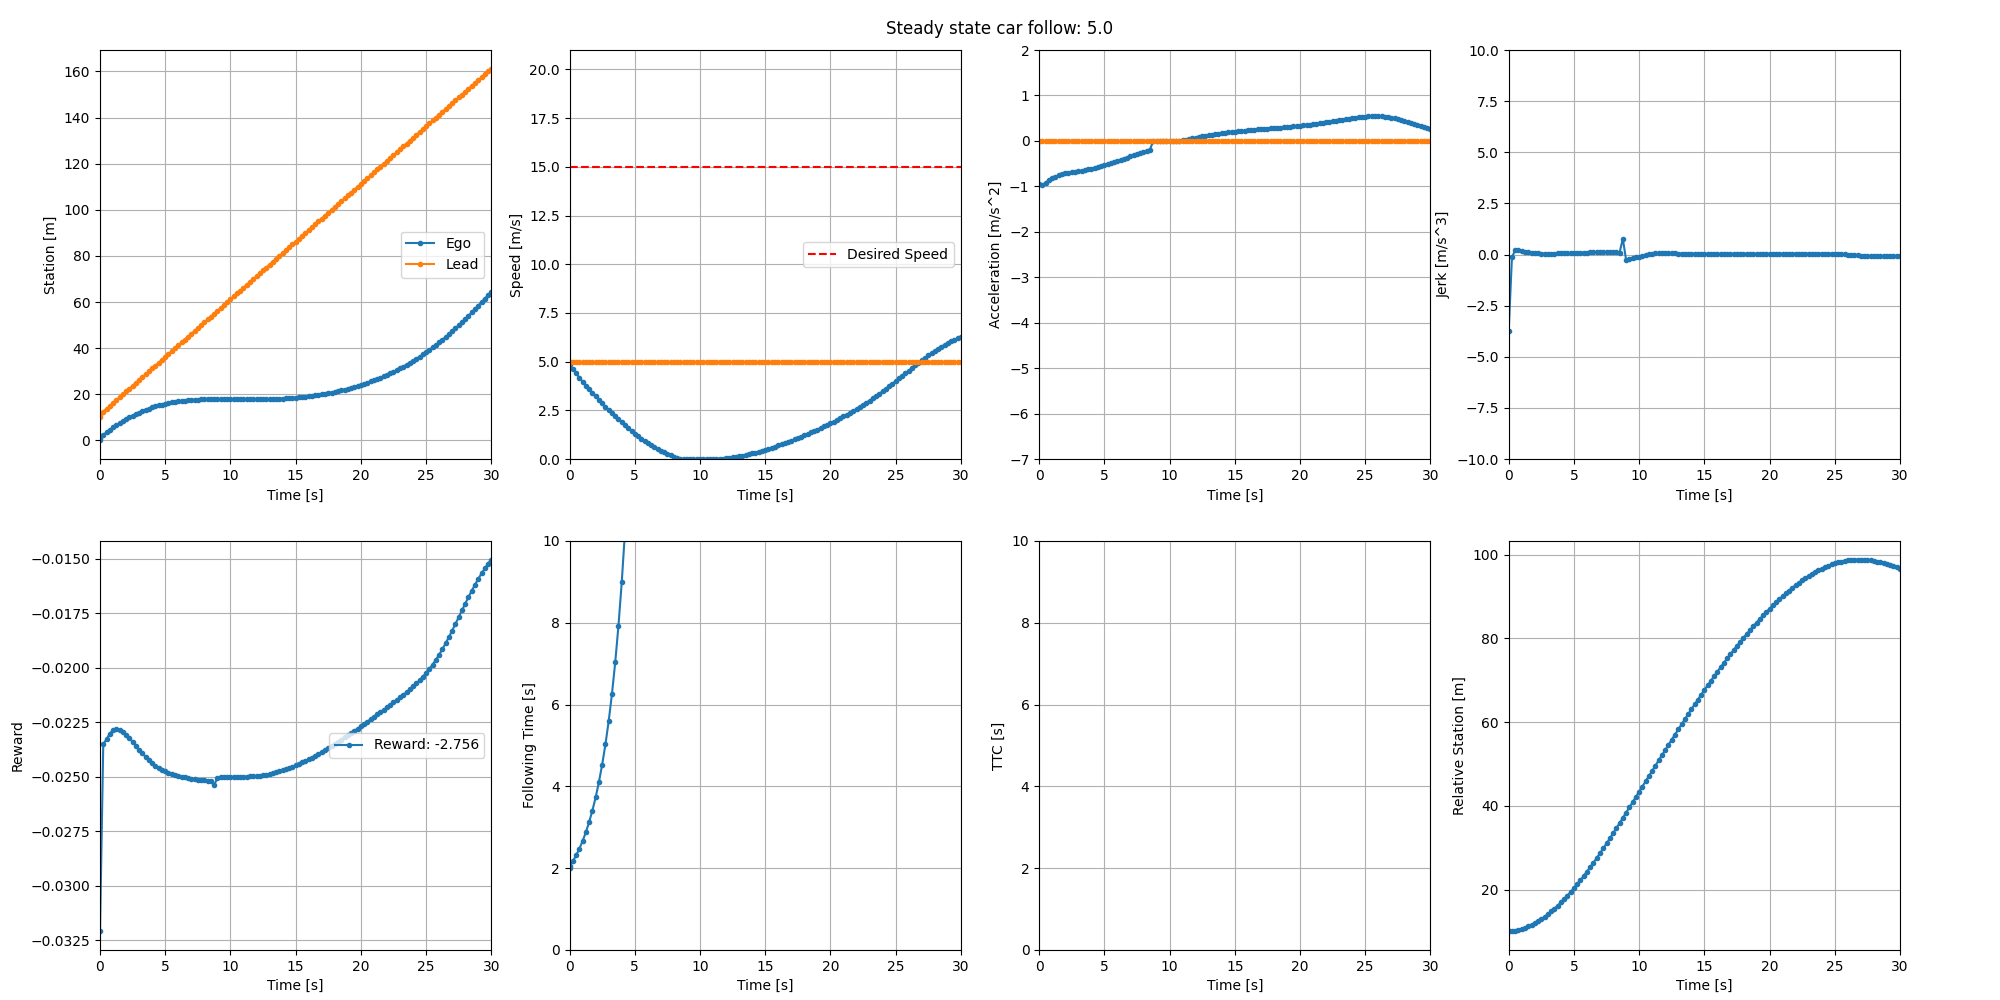 Steady state car follow: 5.0
160
140
120
100
80
60
40
20
0
Station [m]
Ego
Lead
0 5 10 15 20 25 30
Time [s]
20.0
17.5
15.0
12.5
10.0
7.5
5.0
2.5
0.0
Speed [m/s]
Desired Speed
0 5 10 15 20 25 30
Time [s]
2
1
0
−1
−2
−3
−4
−5
−6
−7
Acceleration [m/s^2]
0 5 10 15 20 25 30
Time [s]
10.0
7.5
5.0
2.5
0.0
−2.5
−5.0
−7.5
−10.0
Jerk [m/s^3]
0 5 10 15 20 25 30
Time [s]
−0.0150
−0.0175
−0.0200
−0.0225
−0.0250
−0.0275
−0.0300
−0.0325
Reward
Reward: -2.756
0 5 10 15 20 25 30
Time [s]
10
8
6
4
2
0
Following Time [s]
0 5 10 15 20 25 30
Time [s]
10
8
6
4
2
0
TTC [s]
0 5 10 15 20 25 30
Time [s]
100
80
60
40
20
Relative Station [m]
0 5 10 15 20 25 30
Time [s]